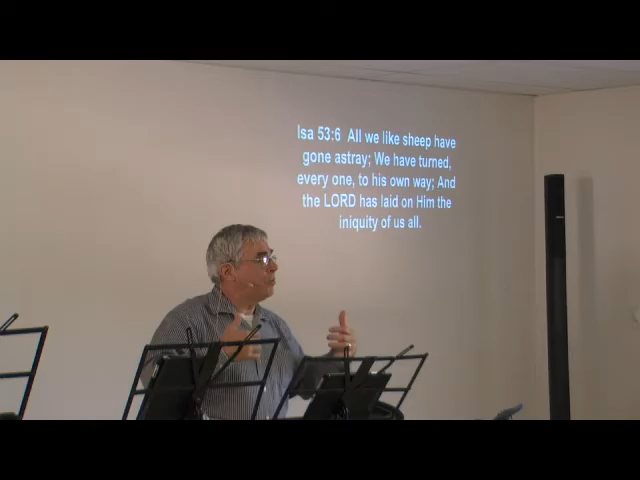 Isa 53:6 All we like sheep have
gone astray; We have turned,
every one, to his own way; And
the LORD has laid on Him the
iniquity of us all.